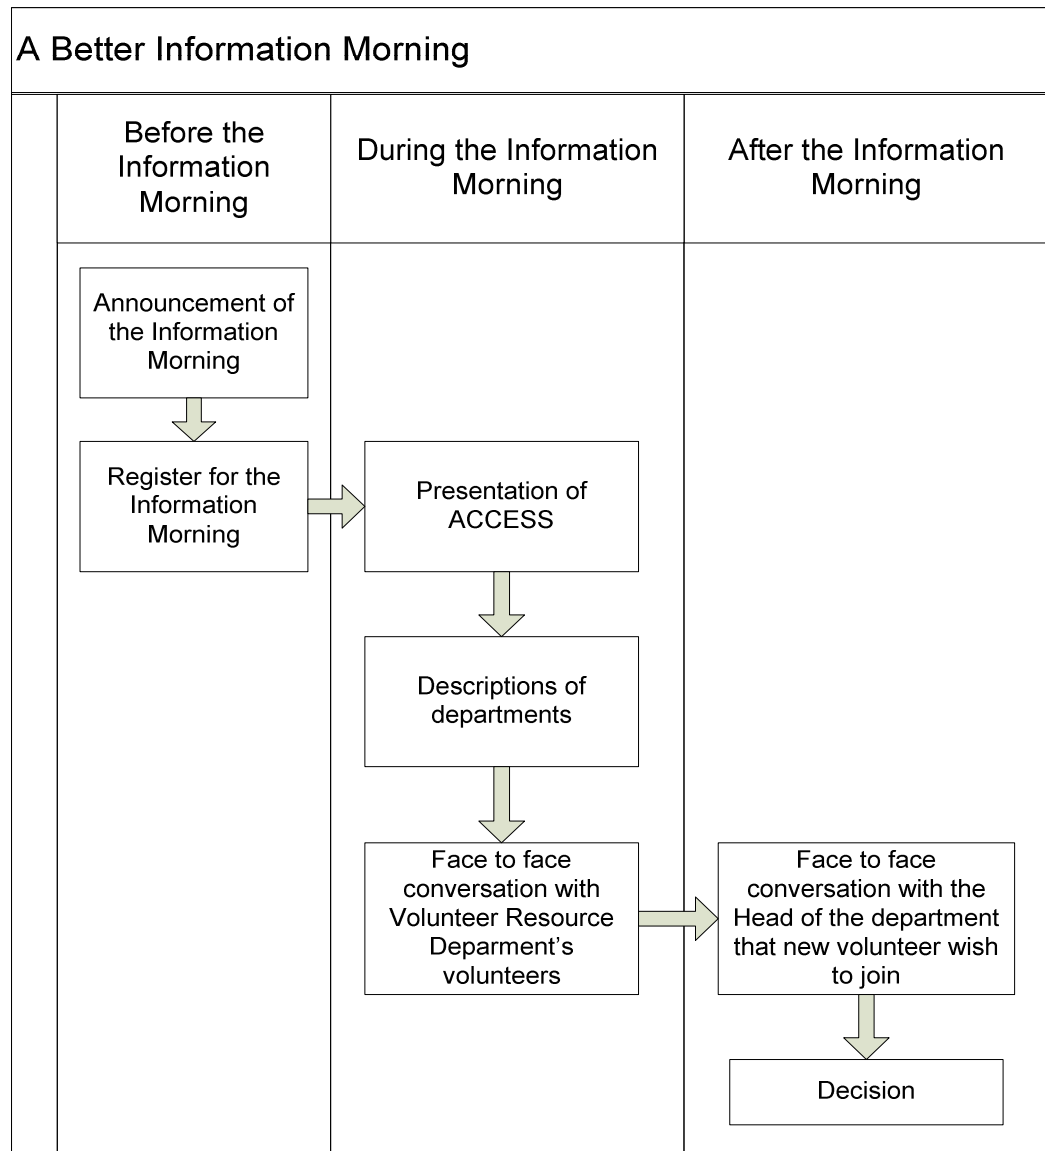 A Better Information Morning
Before the
Information
Morning
During the Information
Morning
After the Information
Morning
Announcement of
the Information
Morning
Register for the
Information
Morning
Presentation of
ACCESS
Descriptions of
departments
Face to face
conversation with
Volunteer Resource
Deparment’s
volunteers
Face to face
conversation with the
Head of the department
that new volunteer wish
to join
Decision